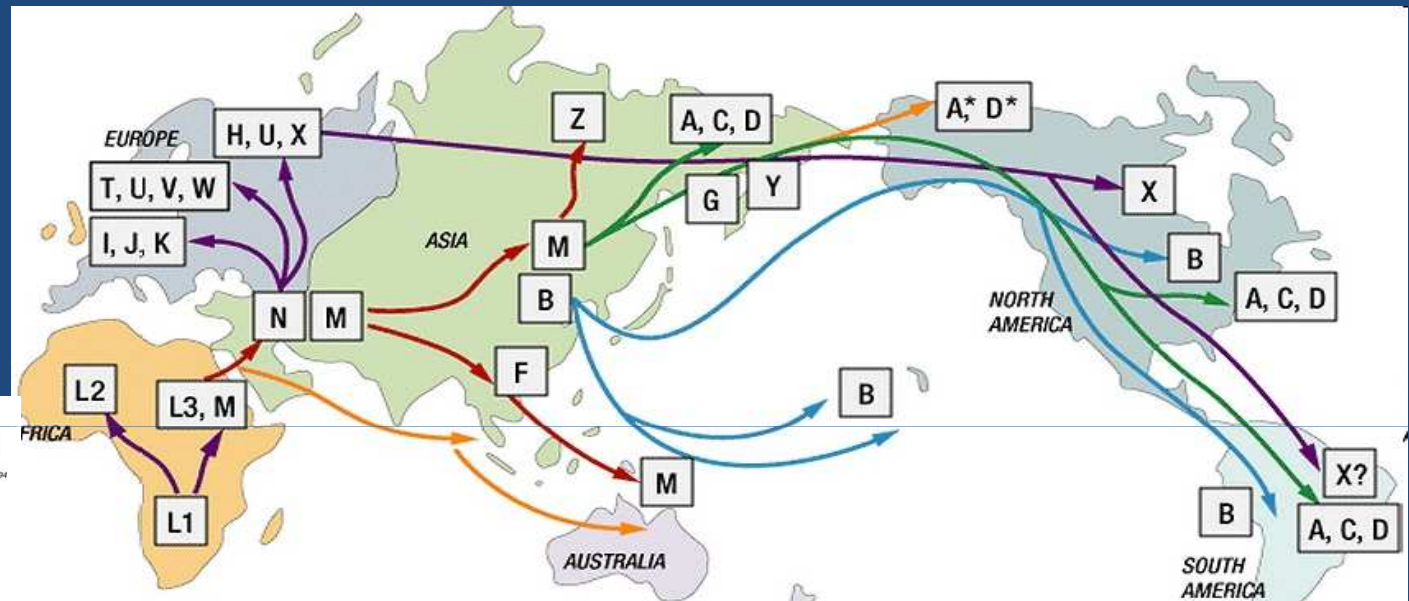 A,* D*
Z
A, C, D
H, U, X
EUROPE
T, U, V, W
Y
X
G
I, J, K
ASIA
M
B
B
A, C, D
NORTH
AMERICA
N
M
F
L2
B
L3, M
FRICA
M
X?
L1
B
A, C, D
AUSTRALIA
SOUTH
AMERICA